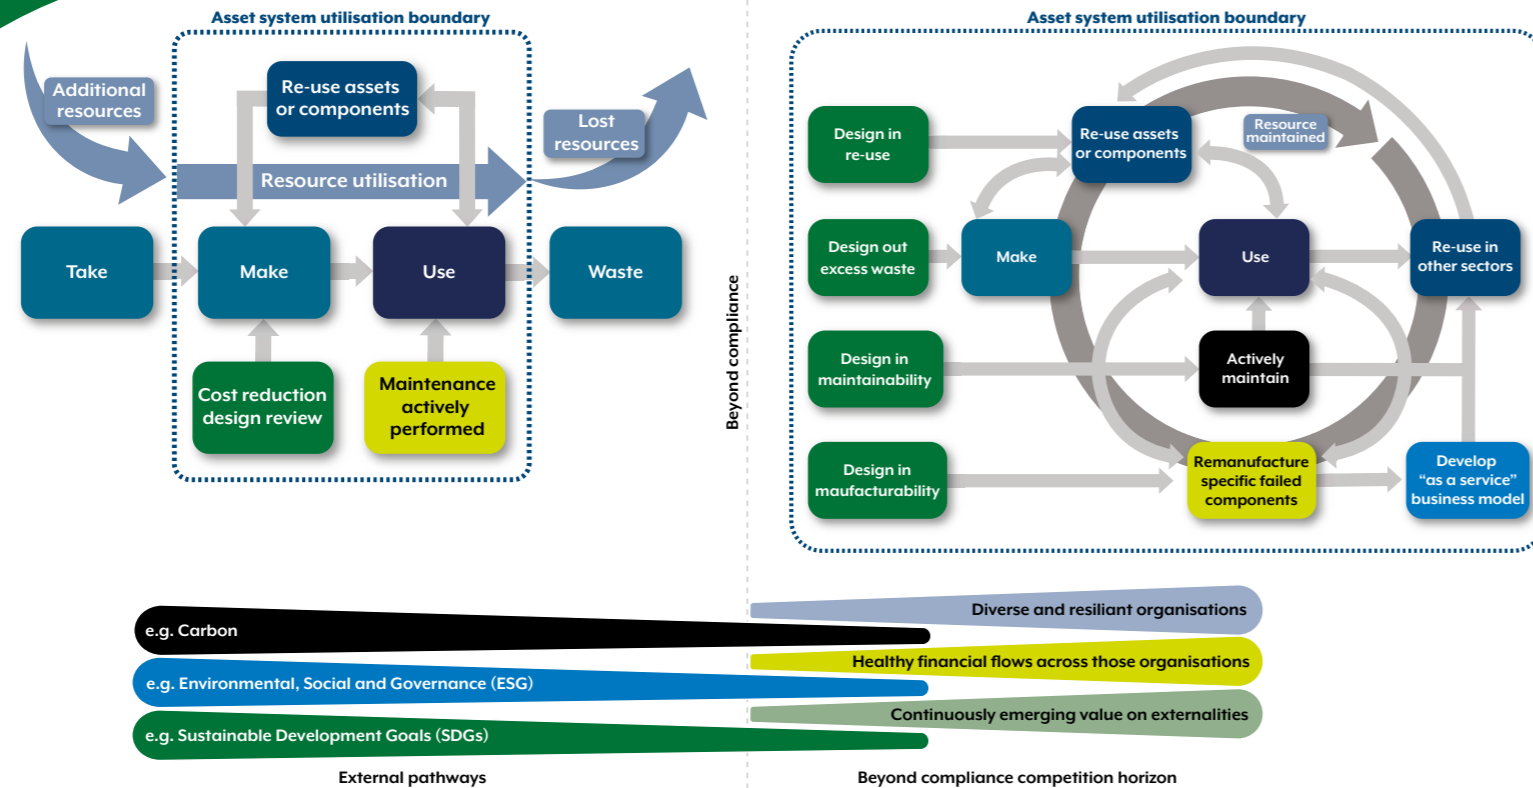 Asset system utilisation boundary
Additional
resources
Re-use assets
or components
Lost
resources
Resource utilisation
Take
Make
Use
Waste
Cost reduction
design review
Maintenance
actively
performed
Beyond compliance
Asset system utilisation boundary
Design in
re-use
Re-use assets
or components
Resource
maintained
Design out
excess waste
Make
Use
Re-use in
other sectors
Design in
maintainability
Actively
maintain
Design in
maufacturability
Remanufacture
specific failed
components
Develop
“as a service”
business model
e.g. Carbon
e.g. Environmental, Social and Governance (ESG)
e.g. Sustainable Development Goals (SDGs)
Diverse and resiliant organisations
Healthy financial flows across those organisations
Continuously emerging value on externalities
External pathways
Beyond compliance competition horizon